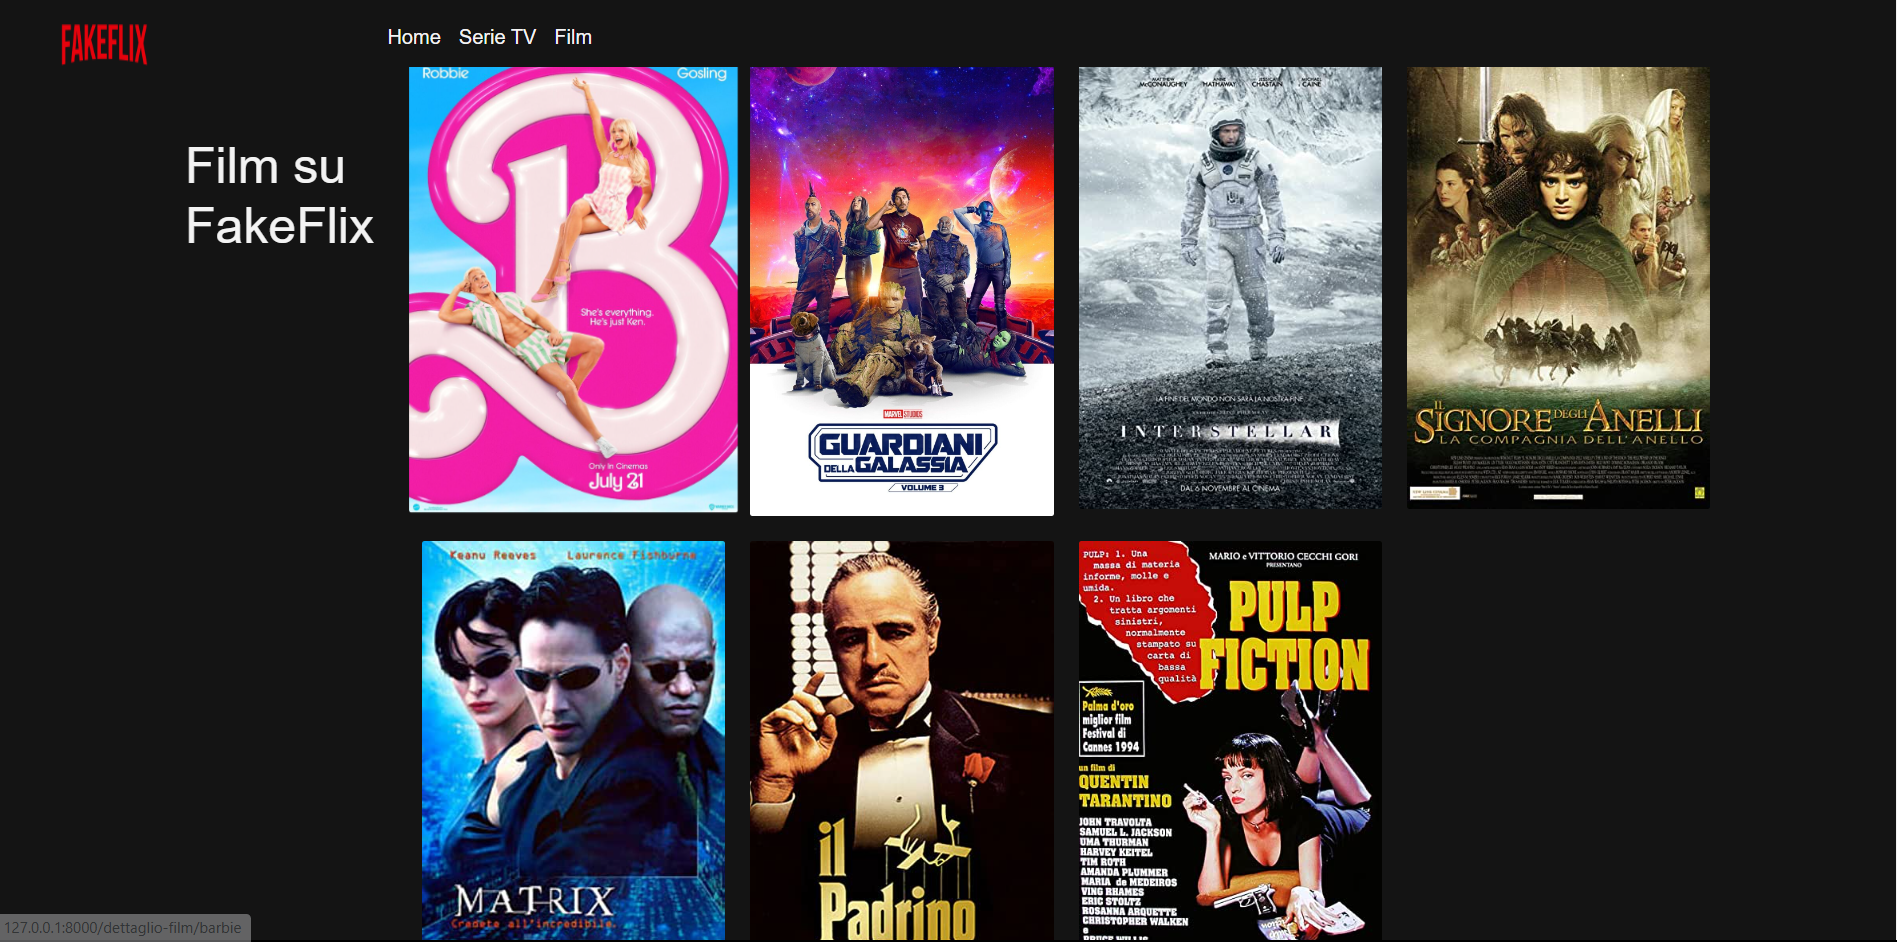 FAKEFLIX
Home Serie TV Film
Film su
FakeFlix
Robbie Gosling
She's everything.
He's just Ken.
Only In Cinemas
July 21
MARVEL STUDIOS
GUARDIANI
DELLA GALASSIA
VOLUME 3
MATTHEW McCONAUGHEY
ANNE HATHAWAY
JESSICA CHASTAIN
MICHAEL CAINE
LA FINE DEL MONDO NON SARÀ LA NOSTRA FINE
INTERSTELLAR
DAL 6 NOVEMBRE AL CINEMA
IL
SIGNORE DEGLI ANELLI
LA COMPAGNIA DELL'ANELLO
Keanu Reeves Laurence Fishburne
MATRIX
Credete all'incredibile.
il
Padrino
PULP: 1. Una
massa di materia
informe, molle e
umida.
2. Un libro che
tratta argomenti
sinistri,
normalmente
stampato su
carta di
bassa
qualità
MARIO e VITTORIO CECCHI GORI
PRESENTANO
PULP
FICTION
Palma d'oro
miglior film
Festival di
Cannes 1994
un film di
QUENTIN
TARANTINO
JOHN TRAVOLTA
SAMUEL L. JACKSON
UMA THURMAN
HARVEY KEITEL
TIM ROTH
AMANDA PLUMMER
MARIA de MEDEIROS
VING RHAMES
ERIC STOLTZ
ROSANNA ARQUETTE
CHRISTOPHER WALKEN
e
BRUCE WILLIS
127.0.0.1:8000/dettaglio-film/barbie